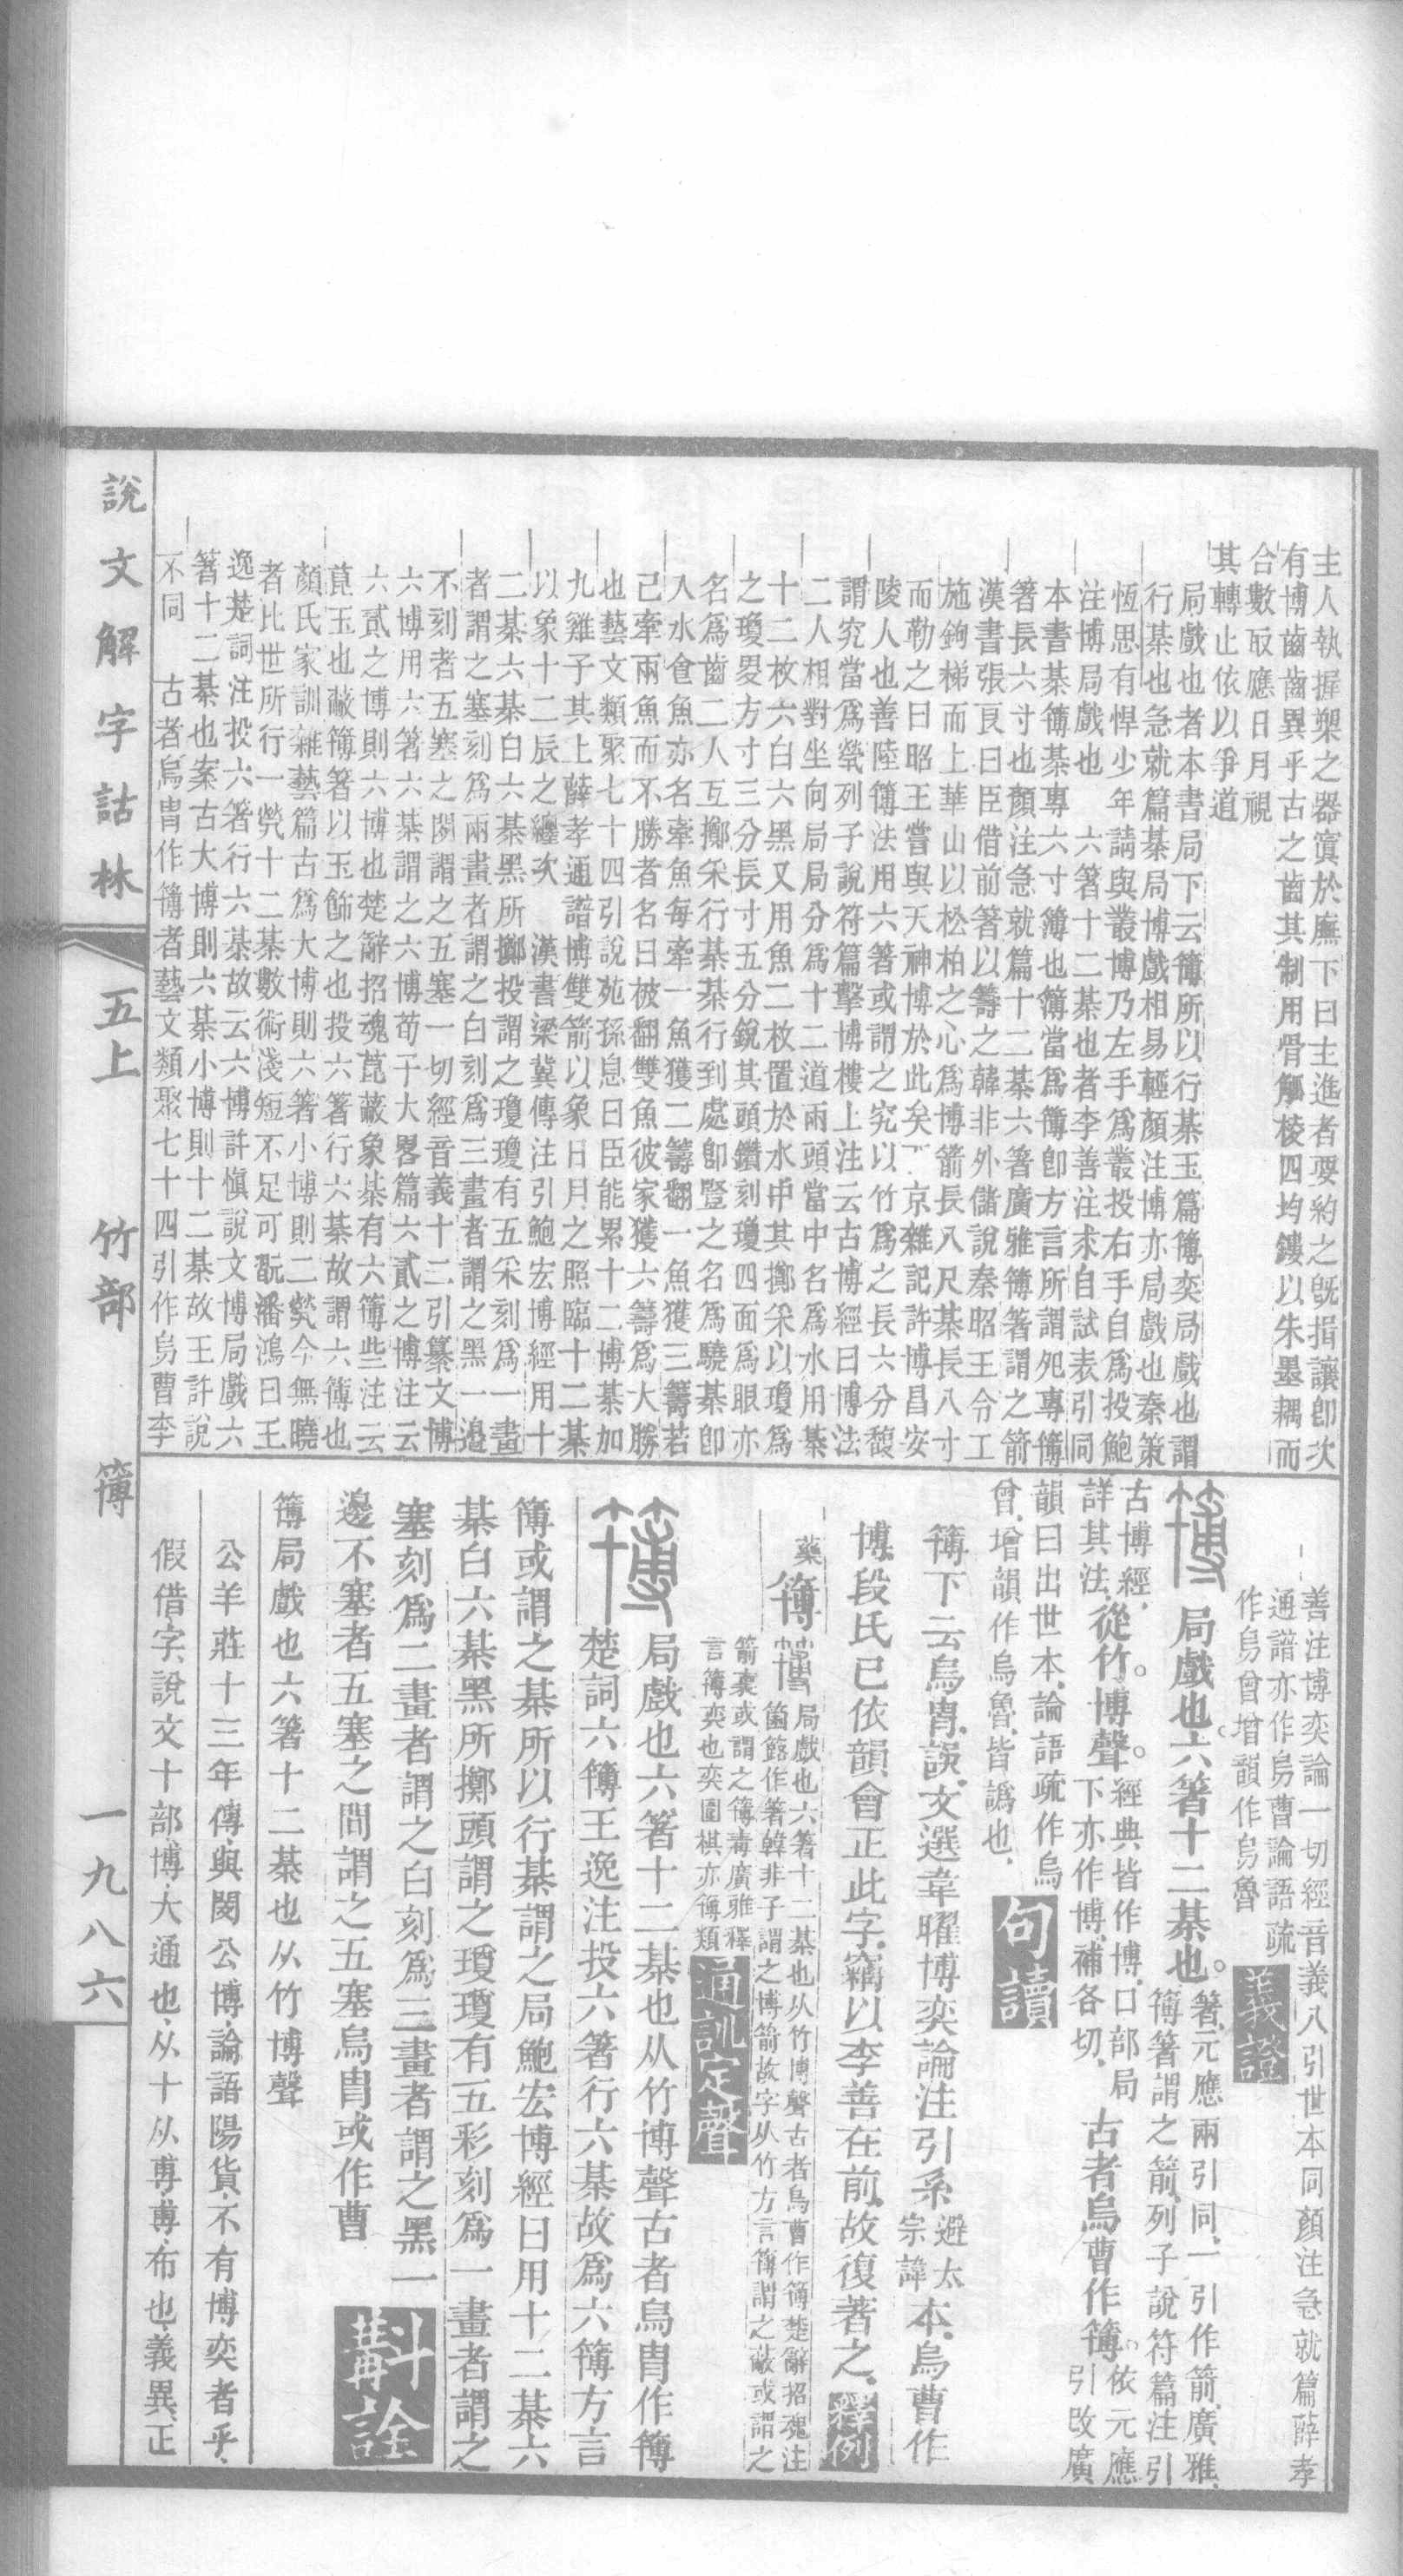 主人執握槊之器寘於廡下曰主進者要約之旣揖讓卽次
有博齒齒異乎古之齒其制用骨觚棱四均鏤以朱墨耦而
合數取應日月視
其轉止依以爭道
局戲也者本書局下云簙所以行棊玉篇簙奕局戲也謂
行棊也急就篇棊局博戲相易輕顏注博亦局戲也秦策
恆思有悍少年請與叢博乃左手爲叢投右手自爲投鮑
注博局戲也 六箸十二棊也者李善注求自試表引同
本書棊簙棊專六寸簿也簿當爲簙卽方言所謂夗專簙
箸長六寸也顏注急就篇十二棊六箸廣雅簙箸謂之箭
漢書張良曰臣借前箸以籌之韓非外儲說秦昭王令工
施鉤梯而上華山以松柏之心爲博箭長八尺棊長八寸
而勒之曰昭王嘗與天神博於此矣 京雜記許博昌安
陵人也善陸簙法用六箸或謂之究以竹爲之長六分馥
謂究當爲㷀列子說符篇擊博樓上注云古博經曰博法
二人相對坐向局局分爲十二道兩頭當中名爲水用棊
十二枚六白六黑又用魚二枚置於水中其擲采以瓊爲
之瓊畟方寸三分長寸五分銳其頭鑽刻瓊四面爲眼亦
名爲齒二人互擲采行棊棊行到處卽豎之名爲驍棊卽
入水食魚亦名牽魚每牽一魚獲二籌翻一魚獲三籌若
已牽兩魚而不勝者名曰被翻雙魚彼家獲六籌爲大勝
也藝文類聚七十四引說苑孫息曰臣能累十二博棊加
九雞子其上薛孝通譜博雙箭以象日月之照臨十二棊
以象十二辰之纏次 漢書梁冀傳注引鮑宏博經用十
二棊六棊白六棊黑所擲投謂之瓊瓊有五采刻爲一畫
者謂之塞刻爲兩畫者謂之白刻爲三畫者謂之黑一邊
不刻者五塞之閒謂之五塞一切經音義十二引纂文博
六博用六箸六棊謂之六博荀子大畧篇六貳之博注云
六貳之博則六博也楚辭招魂菎蔽象棊有六簙些注云
菎玉也蔽簙箸以玉飾之也投六箸行六棊故謂六簙也
顏氏家訓雜藝篇古爲大博則六箸小博則二㷀今無曉
者比世所行一㷀十二棊數術淺短不足可翫潘鴻曰王
逸楚詞注投六箸行六棊故云六博許愼說文博局戲六
箸十二棊也案古大博則六棊小博則十二棊故王許說
不同 古者烏胄作簙者藝文類聚七十四引作烏曹李
善注博奕論一切經音義八引世本同顏注急就篇薛孝
通譜亦作烏曹論語疏
作烏曾增韻作烏魯
義證
簙 局戲也六箸十二棊也。箸元應兩引同,一引作箭,廣雅,簙箸謂之箭,列子說符篇注引
古博經,詳其法,從竹。博聲。經典皆作博,口部局下亦作博,補各切, 古者烏曹作簙。依元應引改廣
韻曰出世本,論語疏作烏曾,增韻作烏魯,皆譌也,
句讀
簙下云烏胄,誤,文選韋曜博奕論注引系避太宗諱本,烏曹作
博,段氏已依韻會正此字,竊以李善在前,故復著之,
釋例
藥 簙 簙 局戲也六箸十二棊也从竹博聲古者烏曹作簙楚辭招魂注箘簬作箸韓非子謂之博箭故字从竹方言簙謂之蔽或謂之
箭裏或謂之簙毒廣雅釋言簙奕也奕圍棋亦簙類
通訓定聲
簙 局戲也六箸十二棊也从竹博聲古者烏胄作簙
楚詞六簙王逸注投六箸行六棊故爲六簙方言
簙或謂之棊所以行棊謂之局鮑宏博經曰用十二棊六
棊白六棊黑所擲頭謂之瓊瓊有五彩刻爲一畫者謂之
塞刻爲二畫者謂之白刻爲三畫者謂之黑一
邊不塞者五塞之間謂之五塞烏胄或作曹
斠詮
簙局戲也六箸十二棊也从竹博聲
公羊莊十三年傳,與閔公博,論語陽貨,不有博奕者乎,
假借字,說文十部,博,大通也,从十从尃,尃,布也,義異,正
說文解字詁林 五上 竹部 簙 一九八六